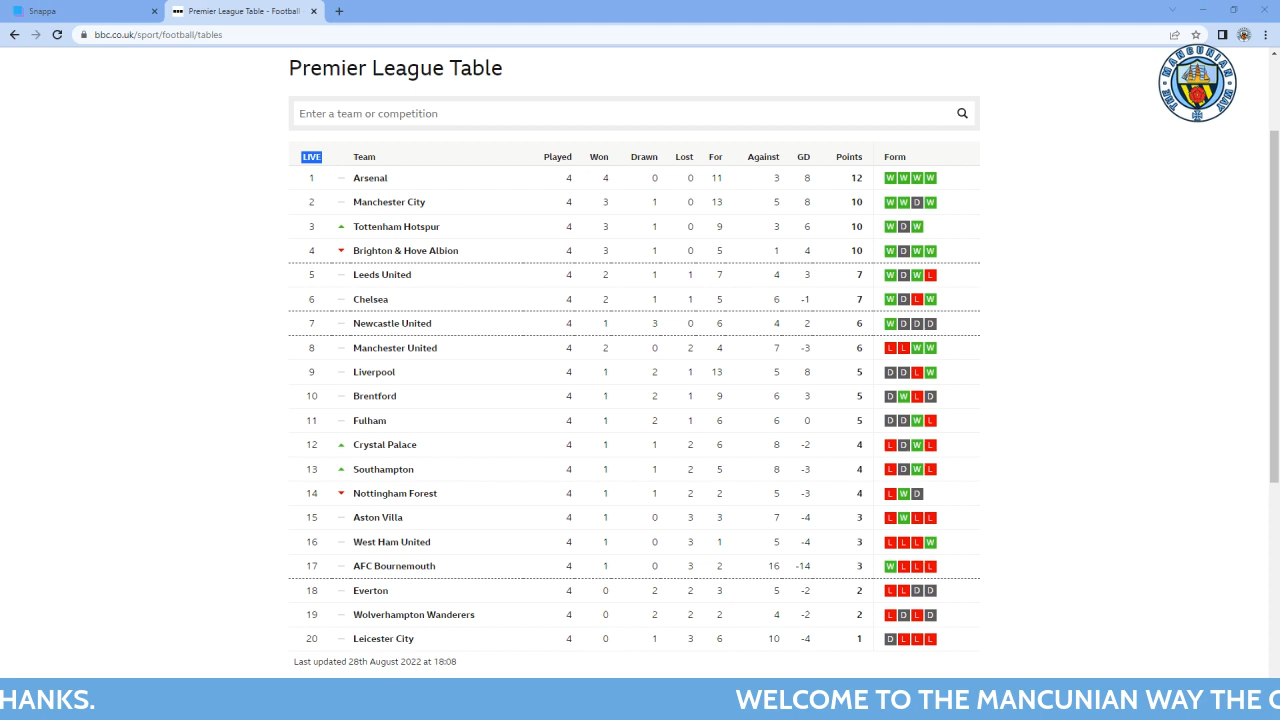 Snappa
Premier League Table - Football
bbc.co.uk/sport/football/tables
THE MANCUNIAN WAY
Premier League Table
Enter a team or competition
LIVE Team Played Won Drawn Lost For Against GD Points Form
1 Arsenal 4 4 0 0 11 3 8 12 W W W W
2 Manchester City 4 3 1 0 13 5 8 10 W W D W
3 Tottenham Hotspur 4 3 1 0 9 3 6 10 W D W
4 Brighton & Hove Albion 4 3 1 0 5 1 4 10 W D W W
5 Leeds United 4 2 1 1 7 4 3 7 W D W L
6 Chelsea 4 2 1 1 5 6 -1 7 W D L W
7 Newcastle United 4 1 3 0 6 4 2 6 W D D D
8 Manchester United 4 2 0 2 4 7 -3 6 L L W W
9 Liverpool 4 1 2 1 13 5 8 5 D D L W
10 Brentford 4 1 2 1 9 6 3 5 D W L D
11 Fulham 4 1 2 1 6 6 0 5 D D W L
12 Crystal Palace 4 1 1 2 6 8 -2 4 L D W L
13 Southampton 4 1 1 2 5 8 -3 4 L D W L
14 Nottingham Forest 4 1 1 2 2 5 -3 4 L W D
15 Aston Villa 4 1 0 3 3 7 -4 3 L W L L
16 West Ham United 4 1 0 3 1 5 -4 3 L L L W
17 AFC Bournemouth 4 1 0 3 2 16 -14 3 W L L L
18 Everton 4 0 2 2 3 5 -2 2 L L D D
19 Wolverhampton Wanderers 4 0 2 2 2 4 -2 2 L D L D
20 Leicester City 4 0 1 3 6 10 -4 1 D L L L
Last updated 28th August 2022 at 18:08
HANKS. WELCOME TO THE MANCUNIAN WAY THE